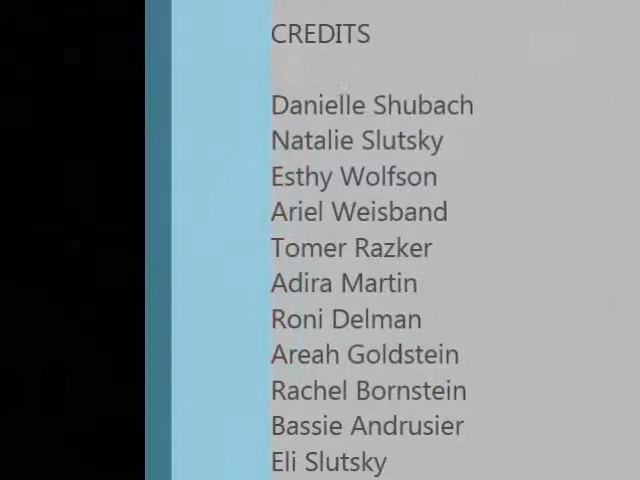 CREDITS
Danielle Shubach
Natalie Slutsky
Esthy Wolfson
Ariel Weisband
Tomer Razker
Adira Martin
Roni Delman
Areah Goldstein
Rachel Bornstein
Bassie Andrusier
Eli Slutsky